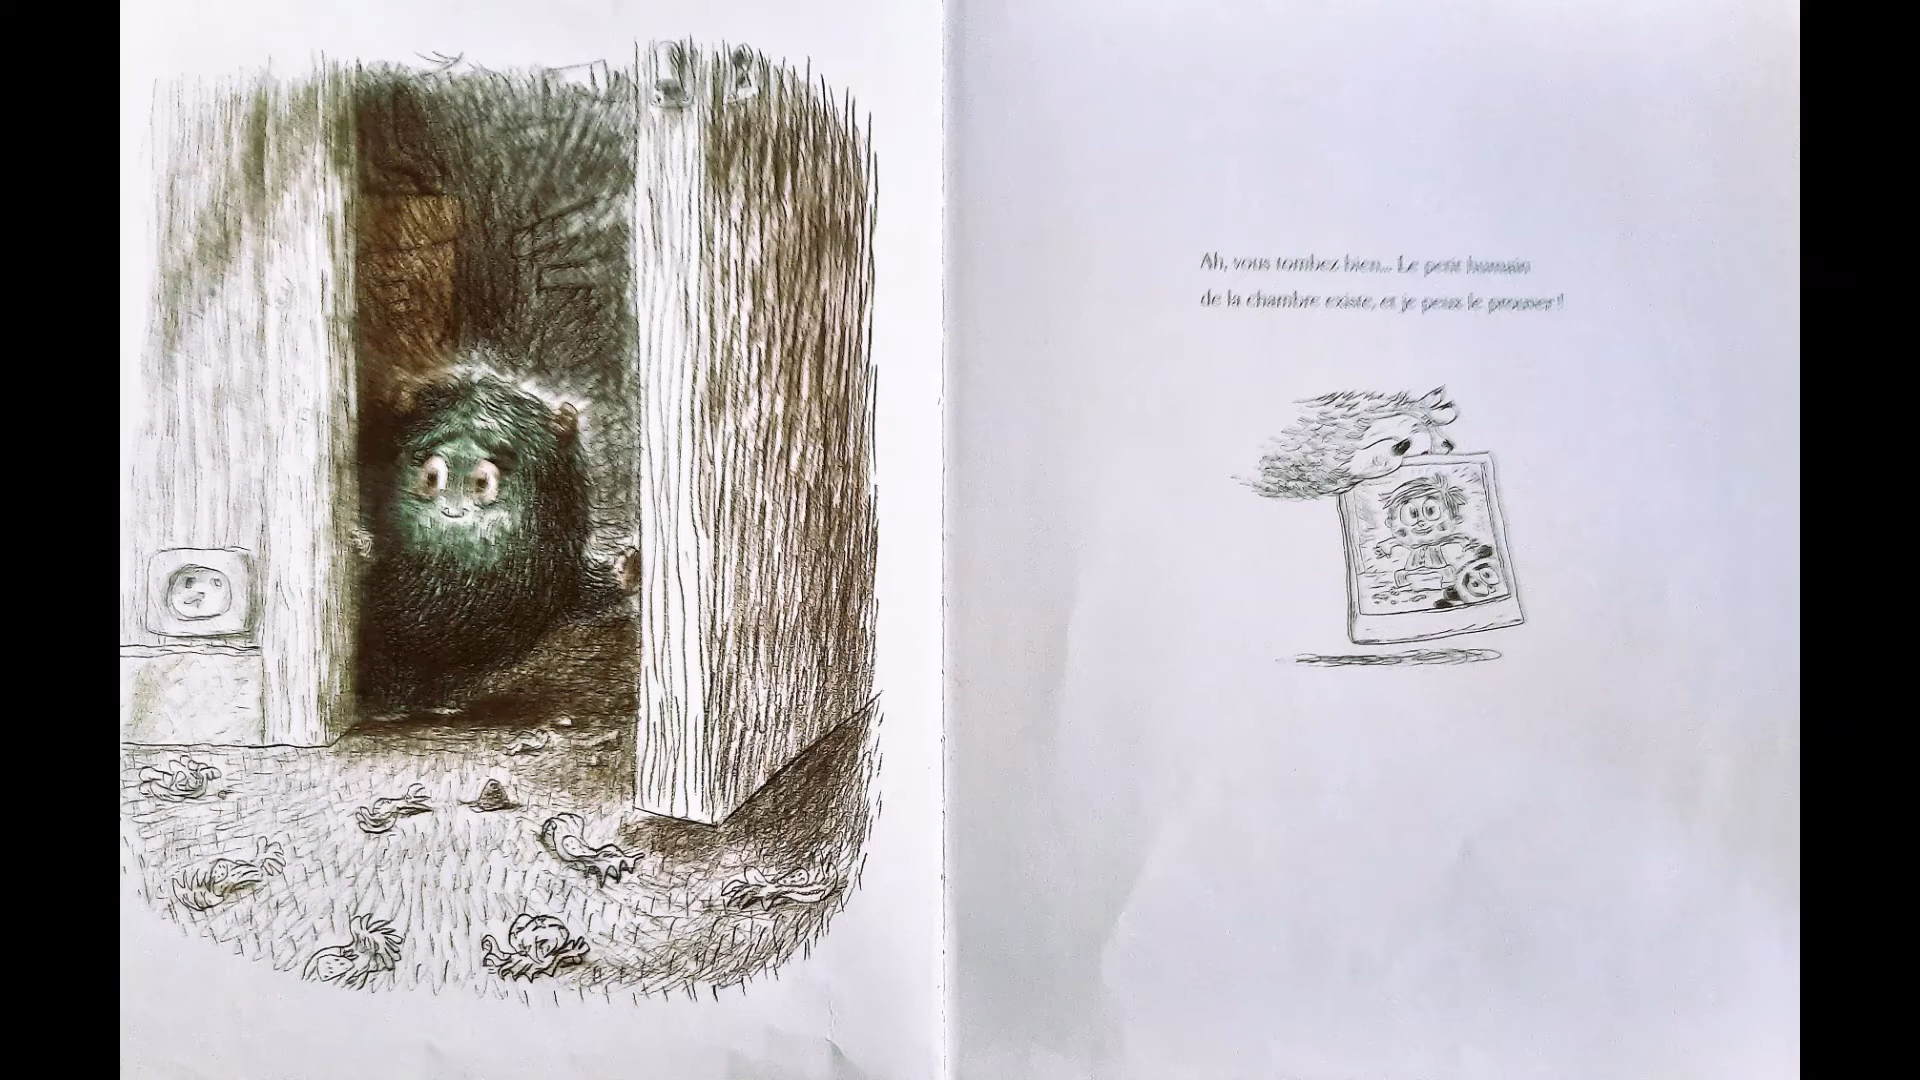 Ah, vous tombez bien... Le petit humain
de la chambre existe, et je peux le prouver !